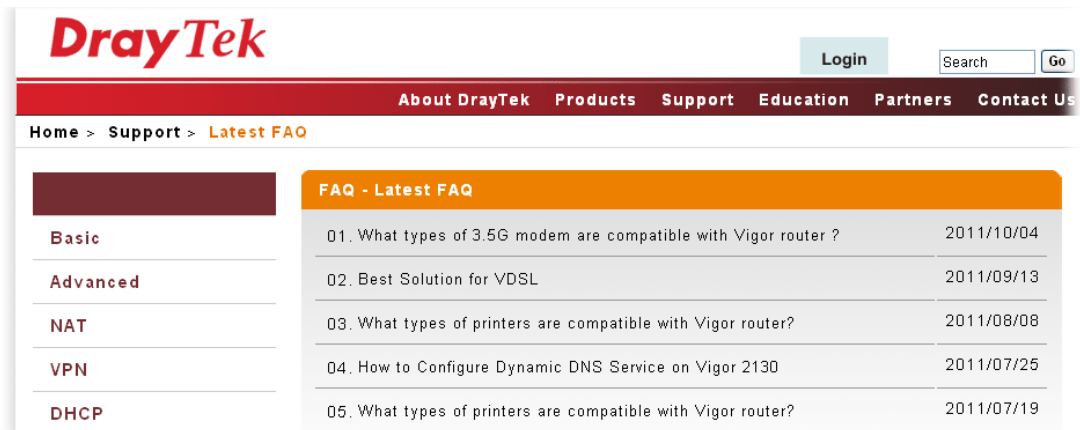 DrayTek
Login
Search Go
About DrayTek Products Support Education Partners Contact Us
Home > Support > Latest FAQ
FAQ - Latest FAQ
Basic
Advanced
NAT
VPN
DHCP
01. What types of 3.5G modem are compatible with Vigor router ? 2011/10/04
02. Best Solution for VDSL 2011/09/13
03. What types of printers are compatible with Vigor router? 2011/08/08
04. How to Configure Dynamic DNS Service on Vigor 2130 2011/07/25
05. What types of printers are compatible with Vigor router? 2011/07/19